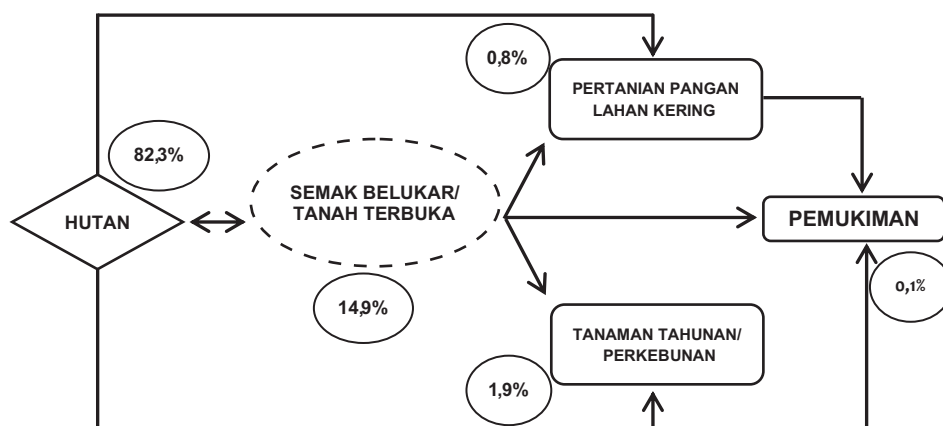 0,8%
PERTANIAN PANGAN
LAHAN KERING
82,3%
SEMAK BELUKAR/
TANAH TERBUKA
HUTAN
PEMUKIMAN
14,9%
0,1%
TANAMAN TAHUNAN/
PERKEBUNAN
1,9%